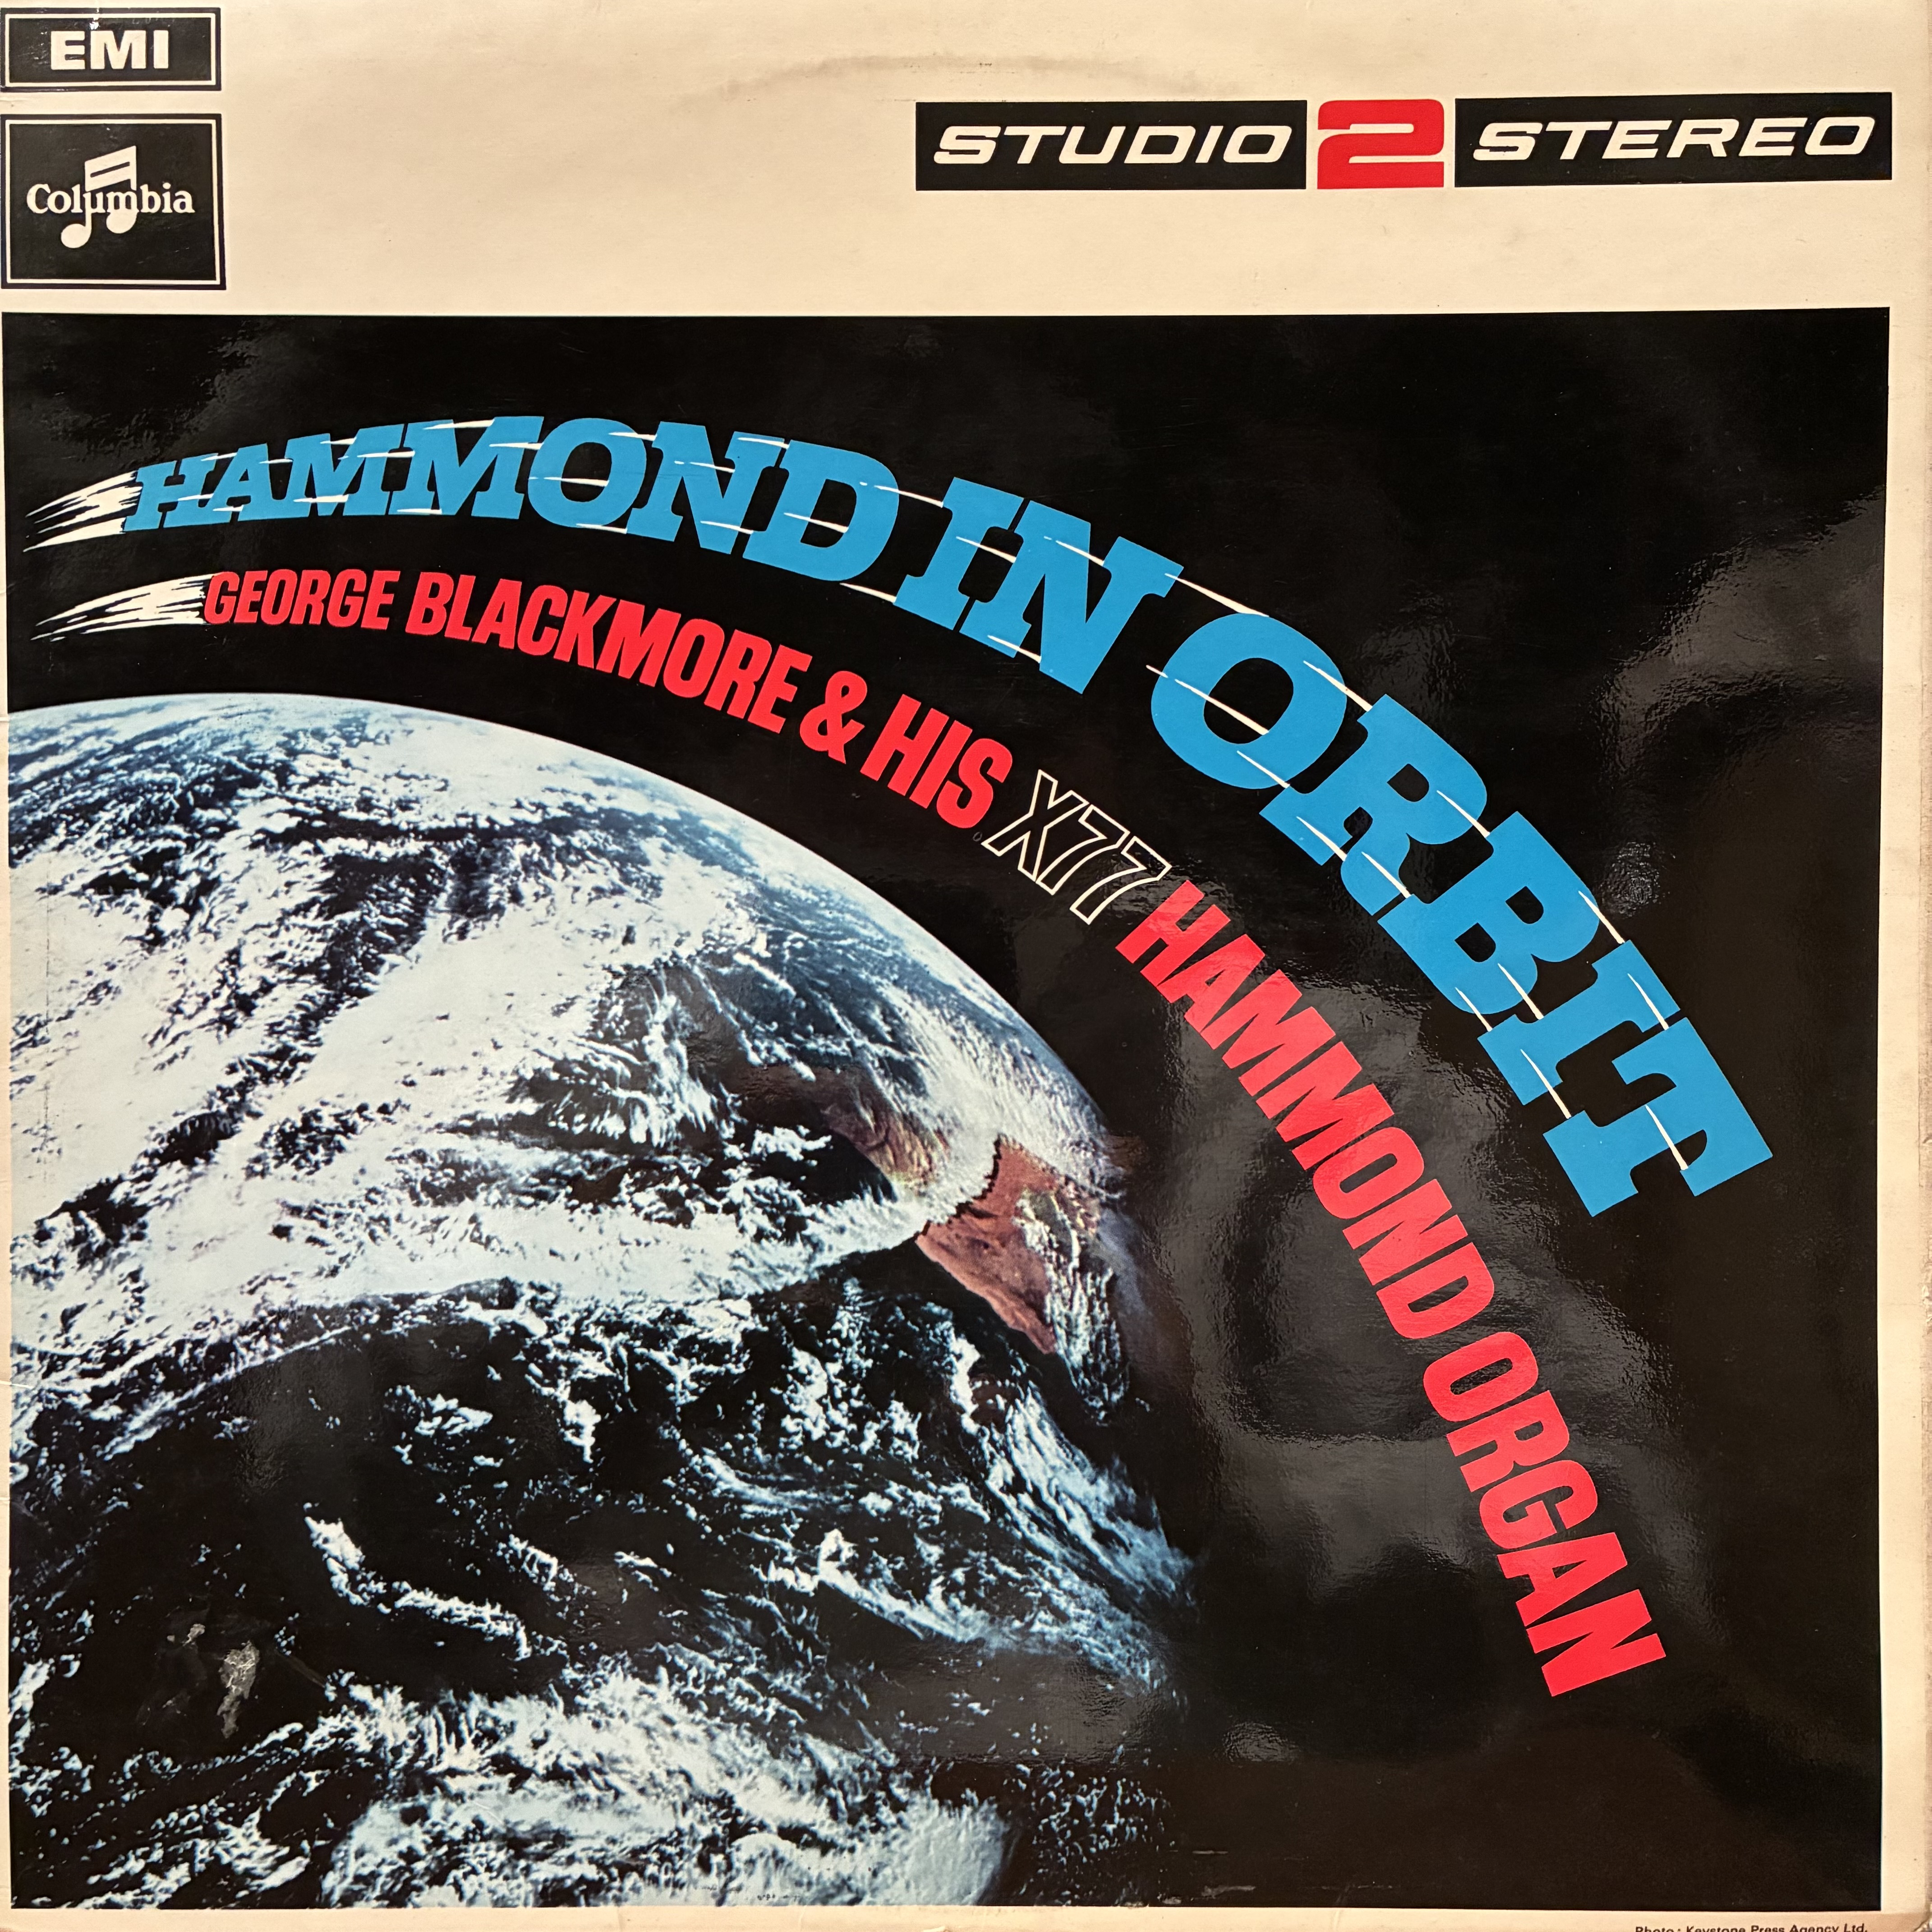 EMI
Columbia
STUDIO 2 STEREO
HAMMOND IN ORBIT
GEORGE BLACKMORE & HIS X77 HAMMOND ORGAN
Photo: Keystone Press Agency Ltd.